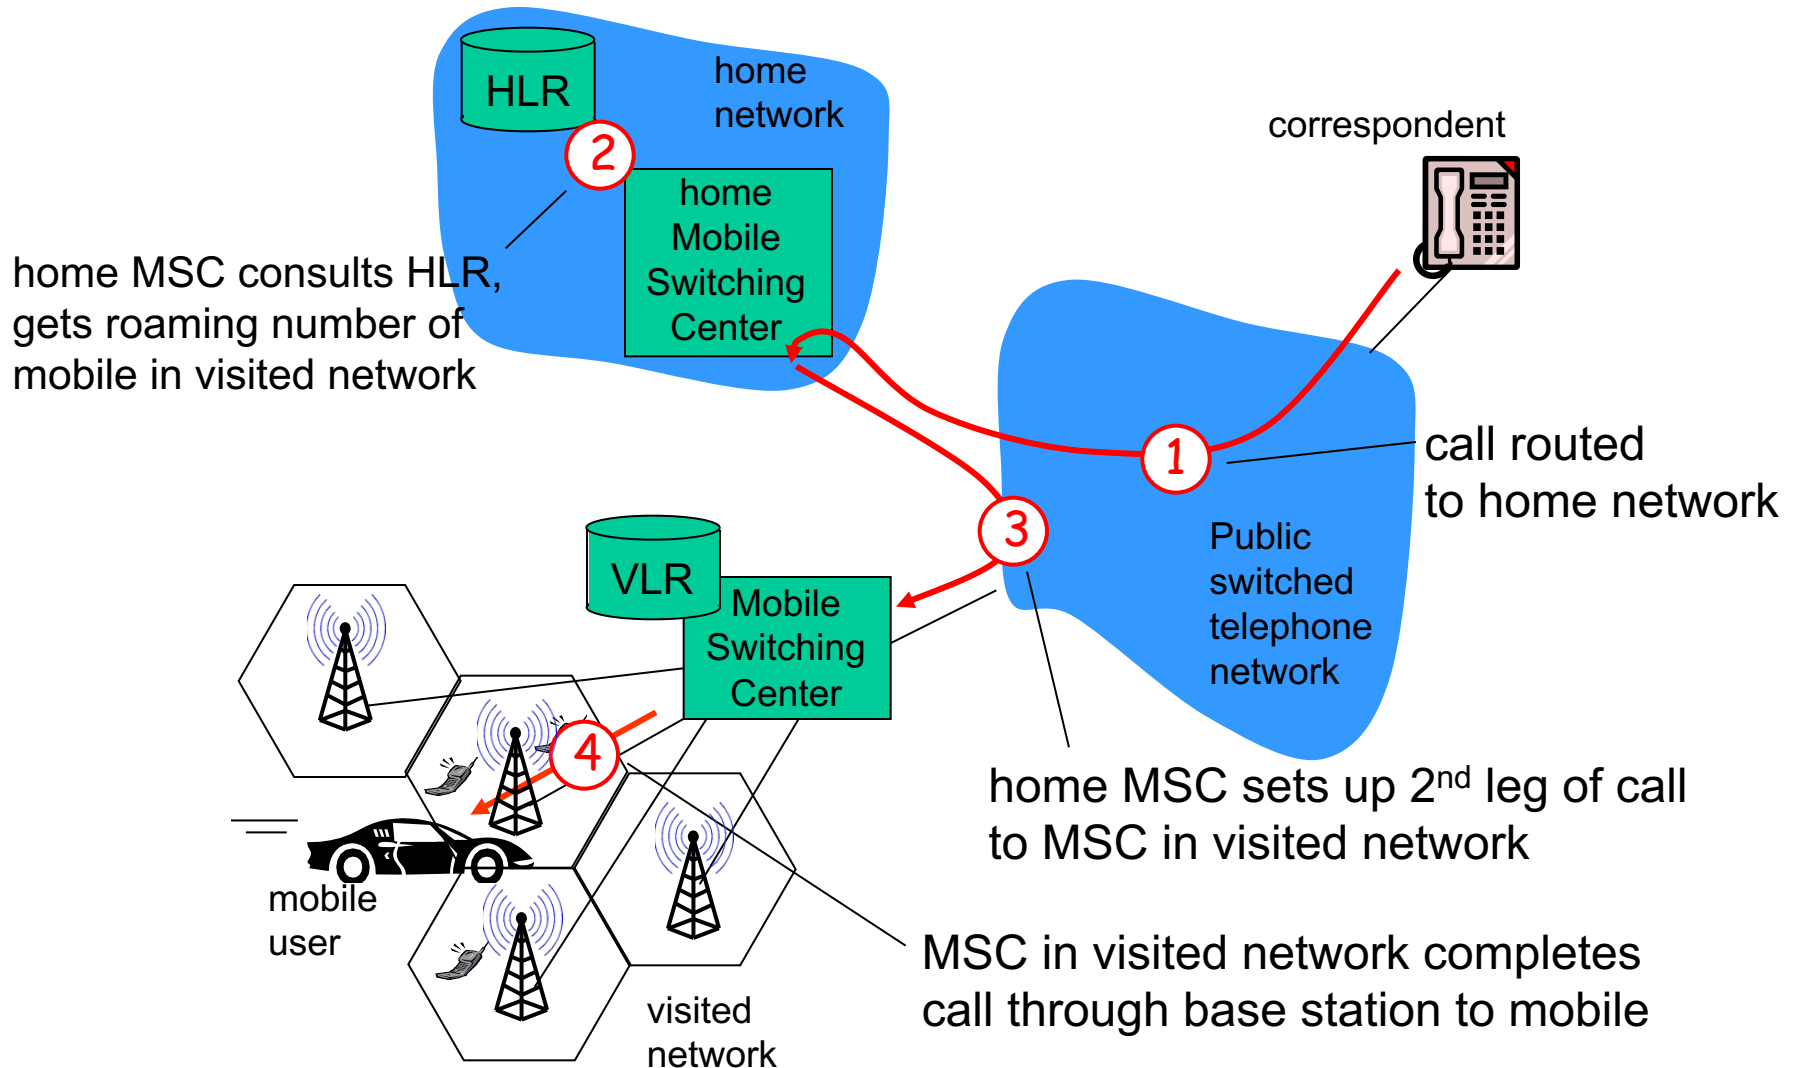 HLR
home
network
2
home
Mobile
Switching
Center
correspondent
home MSC consults HLR,
gets roaming number of
mobile in visited network
1
call routed
to home network
3
Public
switched
telephone
network
VLR
Mobile
Switching
Center
4
home MSC sets up 2nd leg of call
to MSC in visited network
mobile
user
MSC in visited network completes
call through base station to mobile
visited
network